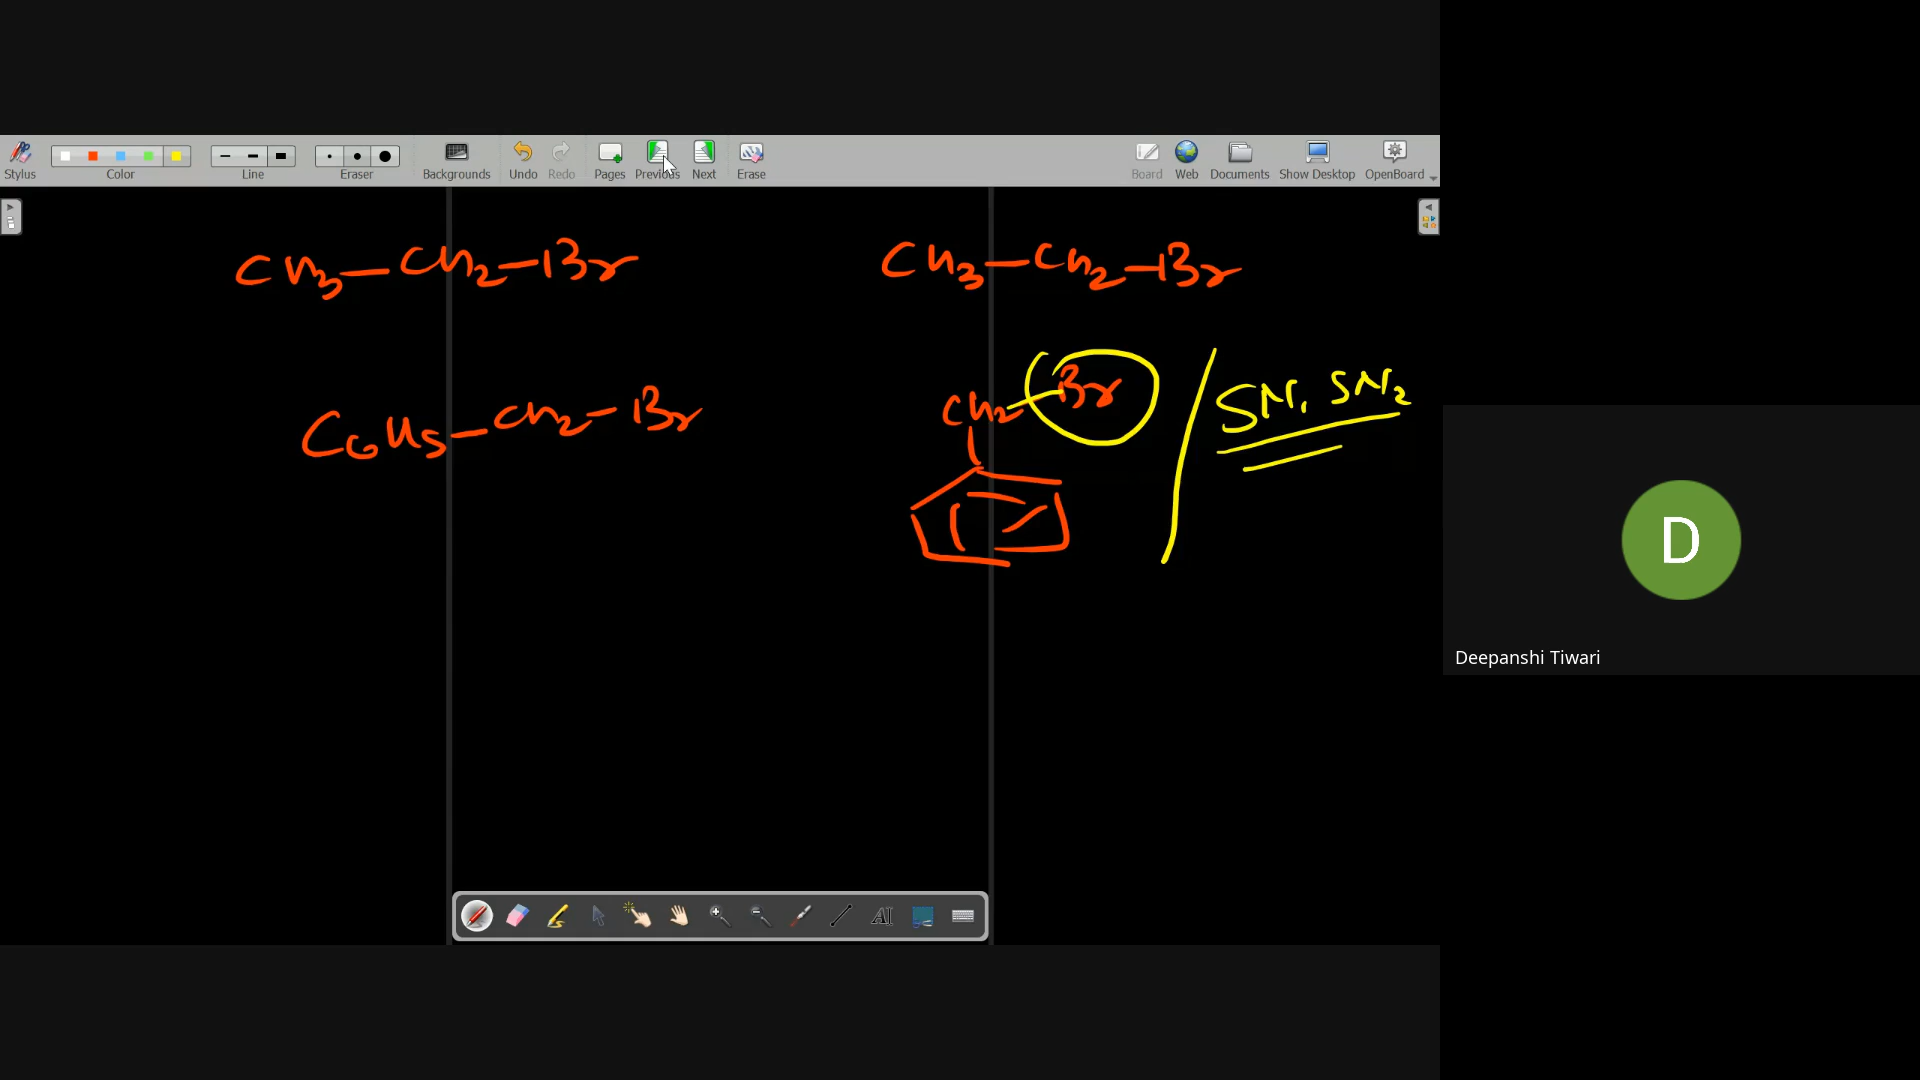 Stylus Color Line Eraser Backgrounds Undo Redo Pages Previous Next Erase Board Web Documents Show Desktop OpenBoard
CH3—CH2—Br
CH3—CH2—Br
C6H5—CH2—Br
CH2—Br
SN1 SN2
D
Deepanshi Tiwari